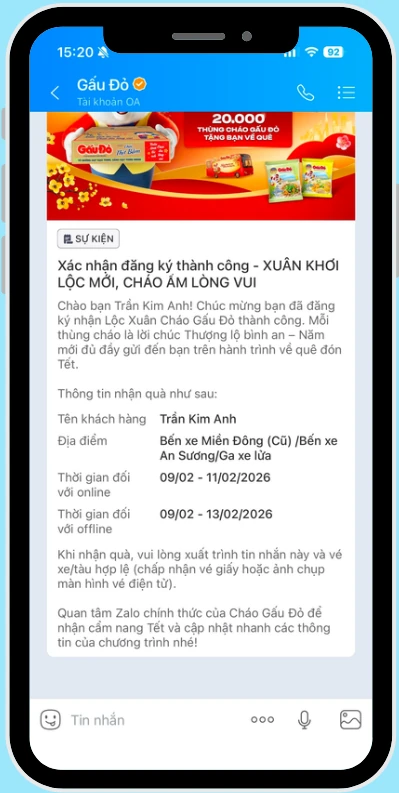 15:20
92
Gấu Đỏ
Tài khoản OA
20.000
THÙNG CHÁO GẤU ĐỎ
TẶNG BẠN VỀ QUÊ
Gấu Đỏ
SỰ KIỆN
Xác nhận đăng ký thành công - XUÂN KHƠI
LỘC MỚI, CHÁO ẤM LÒNG VUI
Chào bạn Trần Kim Anh! Chúc mừng bạn đã đăng
ký nhận Lộc Xuân Cháo Gấu Đỏ thành công. Mỗi
thùng cháo là lời chúc Thượng lộ bình an – Năm
mới đủ đầy gửi đến bạn trên hành trình về quê đón
Tết.
Thông tin nhận quà như sau:
Tên khách hàng Trần Kim Anh
Địa điểm Bến xe Miền Đông (Cũ) /Bến xe
An Sương/Ga xe lửa
Thời gian đối 09/02 - 11/02/2026
với online
Thời gian đối 09/02 - 13/02/2026
với offline
Khi nhận quà, vui lòng xuất trình tin nhắn này và vé
xe/tàu hợp lệ (chấp nhận vé giấy hoặc ảnh chụp
màn hình vé điện tử).
Quan tâm Zalo chính thức của Cháo Gấu Đỏ để
nhận cẩm nang Tết và cập nhật nhanh các thông
tin của chương trình nhé!
Tin nhắn